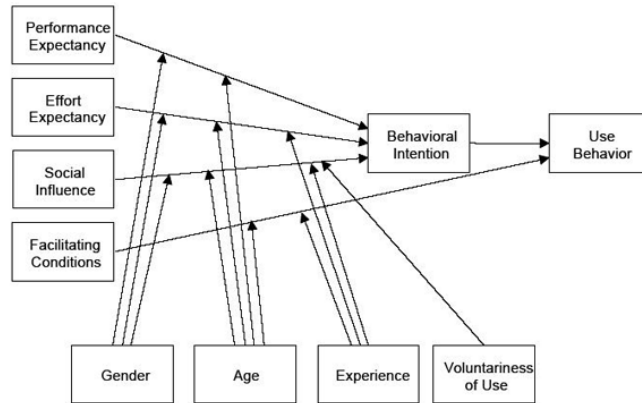 Performance
Expectancy
Effort
Expectancy
Social
Influence
Facilitating
Conditions
Behavioral
Intention
Use
Behavior
Gender
Age
Experience
Voluntariness
of Use